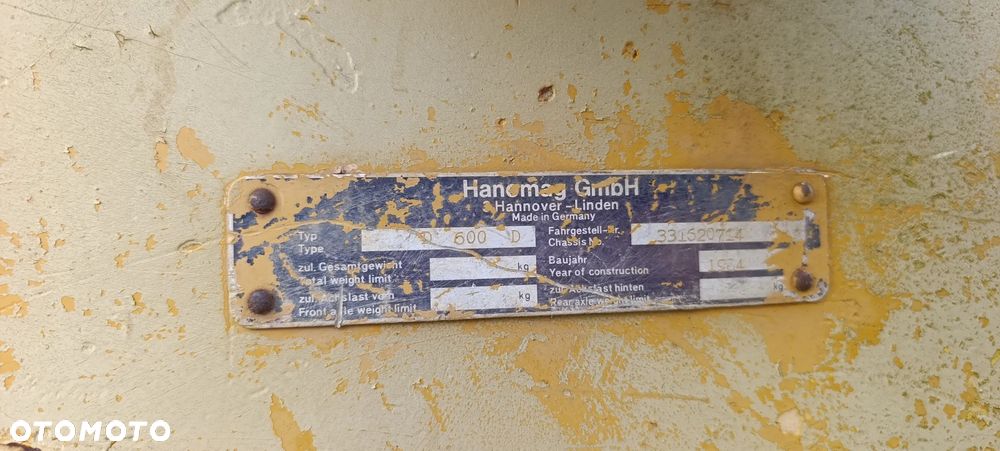 Hanomag GmbH
Hannover-Linden
Made in Germany
Typ
Type
D 600 D
zul. Gesamtgewicht
Total weight limit
kg
zul. Achslast vorn
Front axle weight limit
kg
Fahrgestell-Nr.
Chassis No.
331520714
Baujahr
Year of construction
1974
zul. Achslast hinten
Rear axle weight limit
kg
OTOMOTO